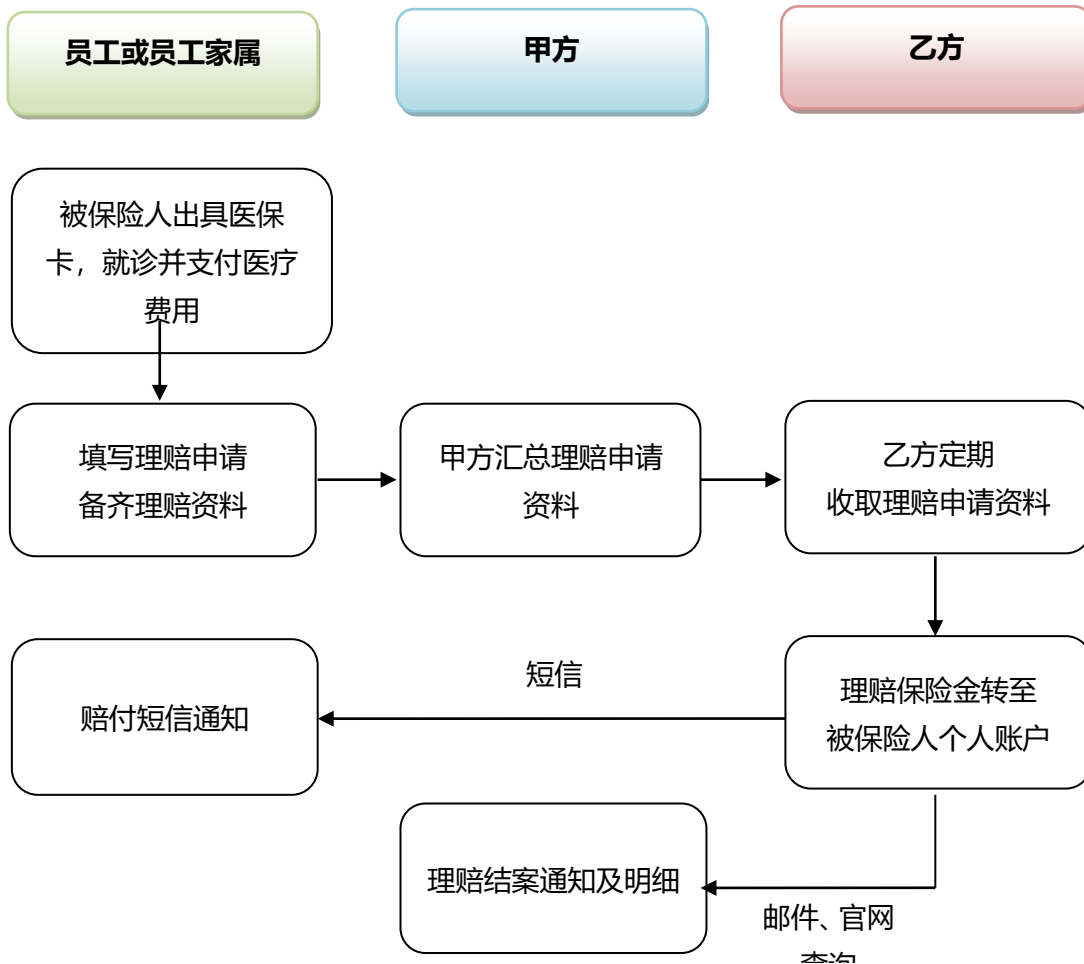 员工或员工家属
甲方
乙方
被保险人出具医保
卡，就诊并支付医疗
费用
填写理赔申请
备齐理赔资料
甲方汇总理赔申请
资料
乙方定期
收取理赔申请资料
赔付短信通知
短信
理赔保险金转至
被保险人个人账户
理赔结案通知及明细
邮件、官网
查询